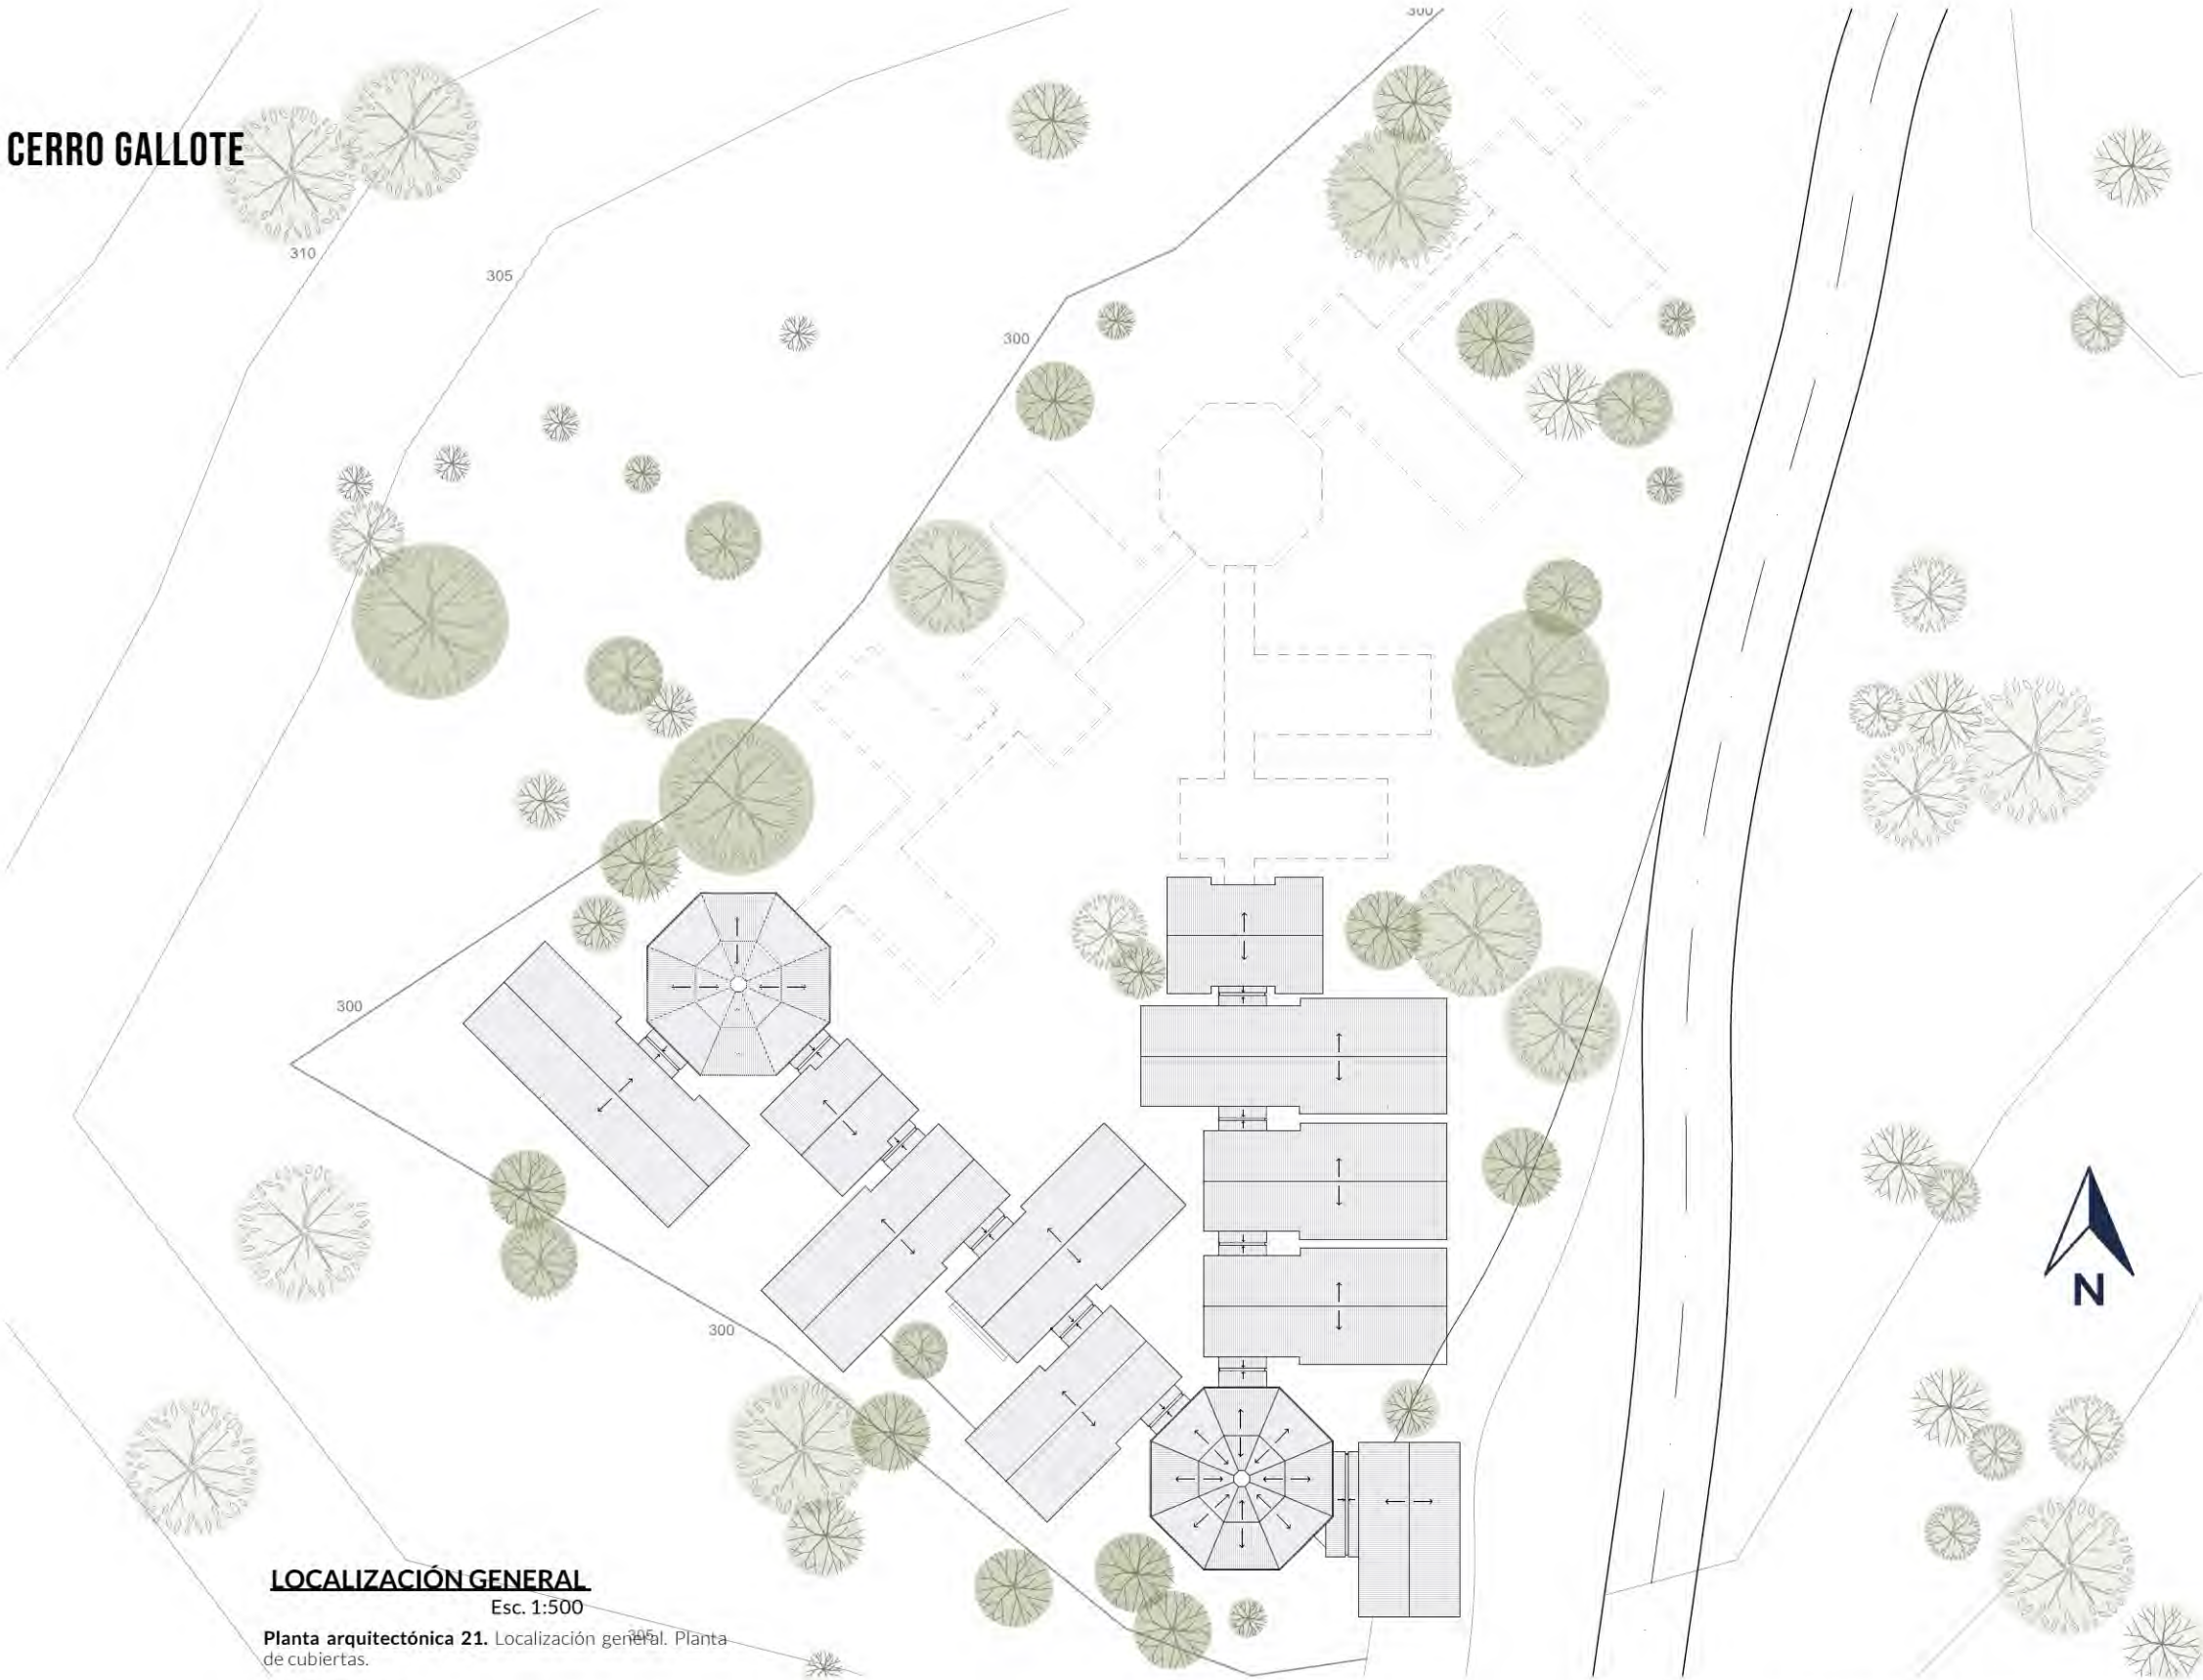 300
CERRO GALLOTE
310
305
300
300
300
N
LOCALIZACIÓN GENERAL
Esc. 1:500
305
Planta arquitectónica 21. Localización general. Planta
de cubiertas.